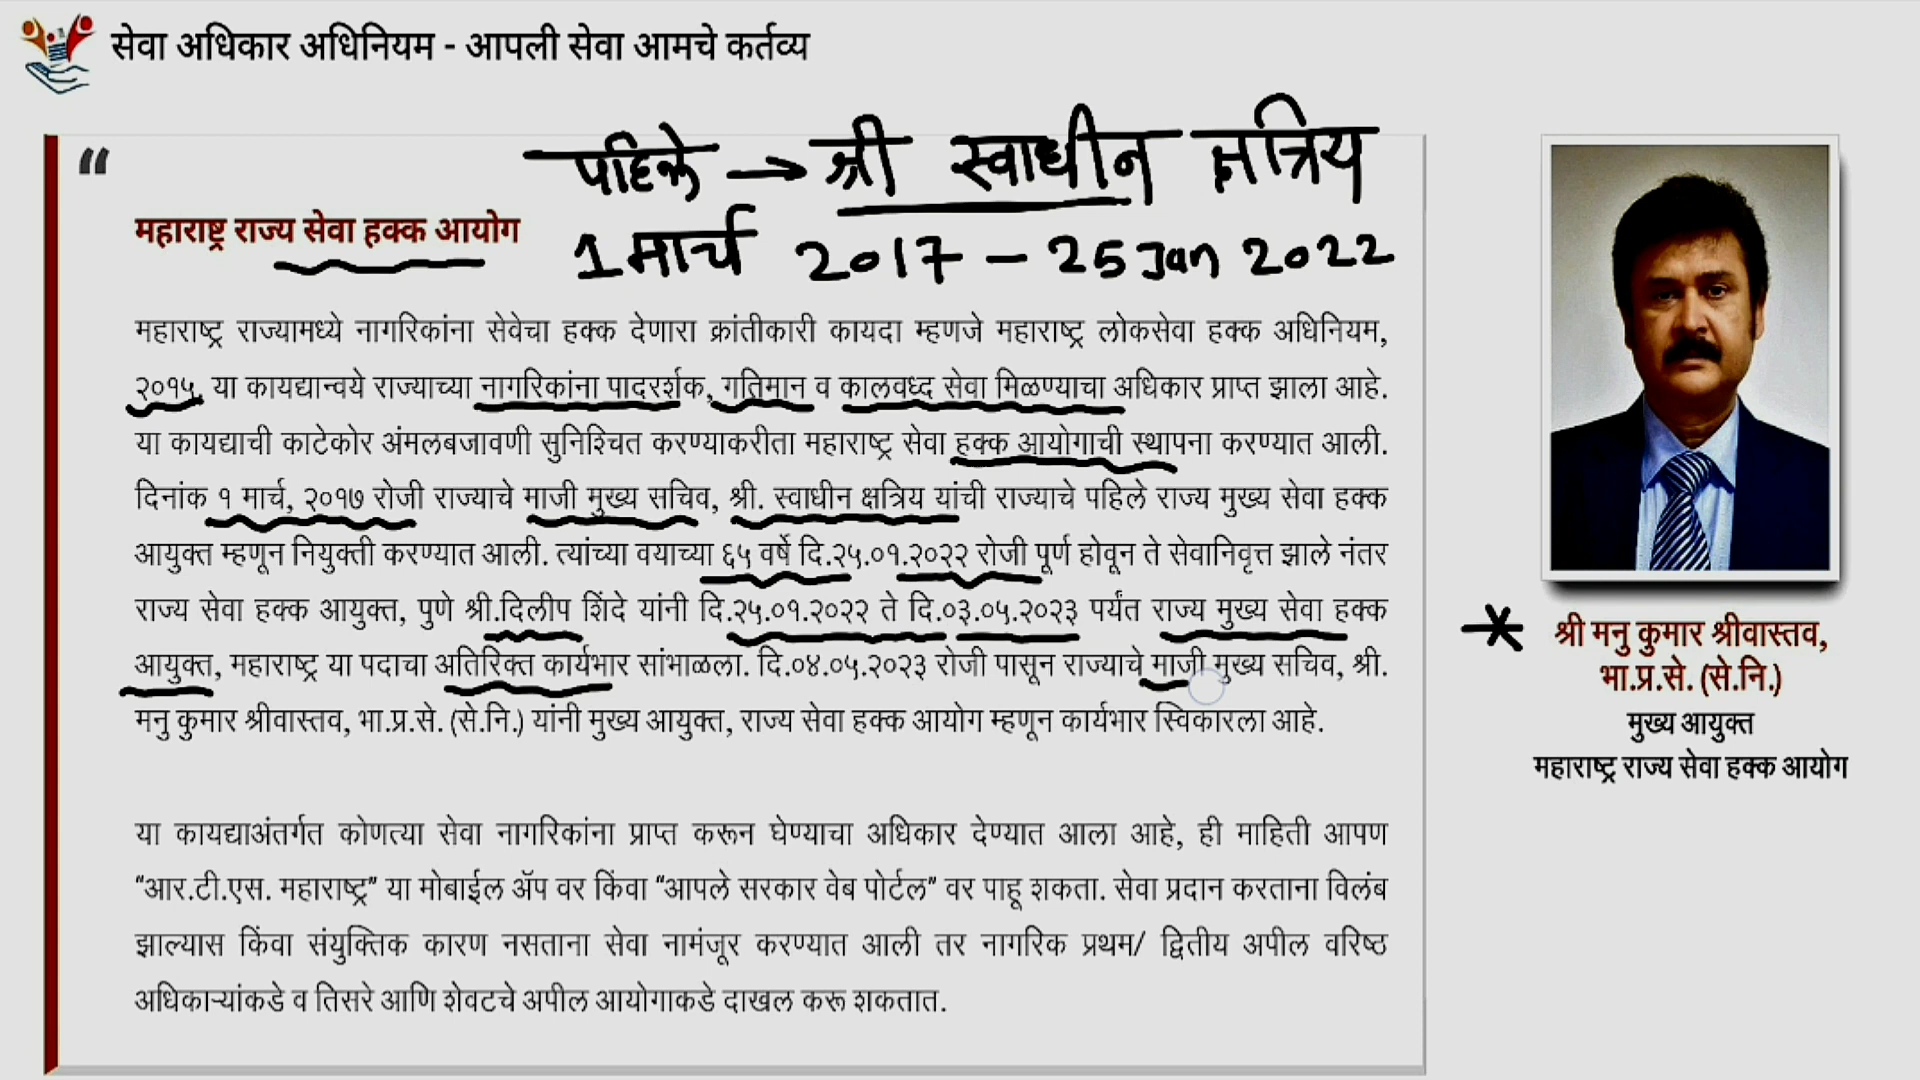 सेवा अधिकार अधिनियम - आपली सेवा आमचे कर्तव्य
“
पहिले → श्री स्वाधीन क्षत्रिय
महाराष्ट्र राज्य सेवा हक्क आयोग
1 मार्च 2017 - 25 Jan 2022
महाराष्ट्र राज्यामध्ये नागरिकांना सेवेचा हक्क देणारा क्रांतीकारी कायदा म्हणजे महाराष्ट्र लोकसेवा हक्क अधिनियम,
२०१५. या कायद्यान्वये राज्याच्या नागरिकांना पादरर्शक, गतिमान व कालवध्द सेवा मिळण्याचा अधिकार प्राप्त झाला आहे.
या कायद्याची काटेकोर अंमलबजावणी सुनिश्चित करण्याकरीता महाराष्ट्र सेवा हक्क आयोगाची स्थापना करण्यात आली.
दिनांक १ मार्च, २०१७ रोजी राज्याचे माजी मुख्य सचिव, श्री. स्वाधीन क्षत्रिय यांची राज्याचे पहिले राज्य मुख्य सेवा हक्क
आयुक्त म्हणून नियुक्ती करण्यात आली. त्यांच्या वयाच्या ६५ वर्षे दि.२५.०१.२०२२ रोजी पूर्ण होवून ते सेवानिवृत्त झाले नंतर
राज्य सेवा हक्क आयुक्त, पुणे श्री.दिलीप शिंदे यांनी दि.२५.०१.२०२२ ते दि.०३.०५.२०२३ पर्यंत राज्य मुख्य सेवा हक्क
आयुक्त, महाराष्ट्र या पदाचा अतिरिक्त कार्यभार सांभाळला. दि.०४.०५.२०२३ रोजी पासून राज्याचे माजी मुख्य सचिव, श्री.
मनु कुमार श्रीवास्तव, भा.प्र.से. (से.नि.) यांनी मुख्य आयुक्त, राज्य सेवा हक्क आयोग म्हणून कार्यभार स्विकारला आहे.
या कायद्याअंतर्गत कोणत्या सेवा नागरिकांना प्राप्त करून घेण्याचा अधिकार देण्यात आला आहे, ही माहिती आपण
“आर.टी.एस. महाराष्ट्र” या मोबाईल ॲप वर किंवा “आपले सरकार वेब पोर्टल” वर पाहू शकता. सेवा प्रदान करताना विलंब
झाल्यास किंवा संयुक्तिक कारण नसताना सेवा नामंजूर करण्यात आली तर नागरिक प्रथम/ द्वितीय अपील वरिष्ठ
अधिकाऱ्यांकडे व तिसरे आणि शेवटचे अपील आयोगाकडे दाखल करू शकतात.
श्री मनु कुमार श्रीवास्तव,
भा.प्र.से. (से.नि.)
मुख्य आयुक्त
महाराष्ट्र राज्य सेवा हक्क आयोग